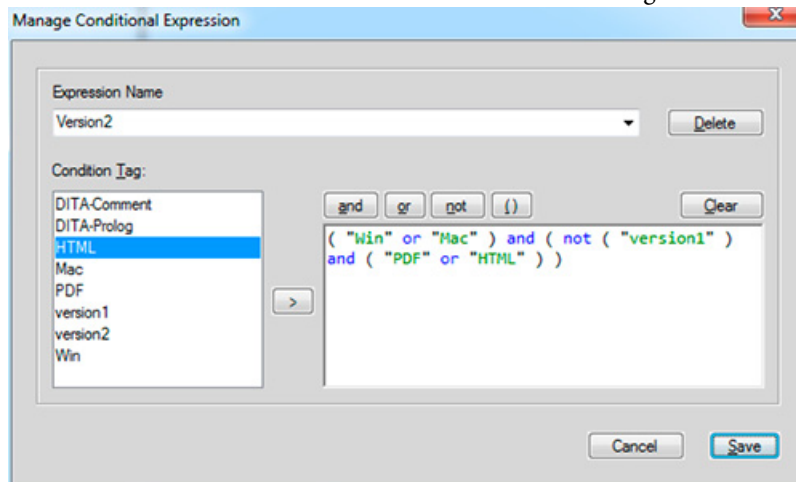 Manage Conditional Expression
Expression Name
Version2
Delete
Condition Tag:
DITA-Comment
DITA-Prolog
HTML
Mac
PDF
version1
version2
Win
>
and or not () Clear
( "Win" or "Mac" ) and ( not ( "version1" )
and ( "PDF" or "HTML" ) )
Cancel Save